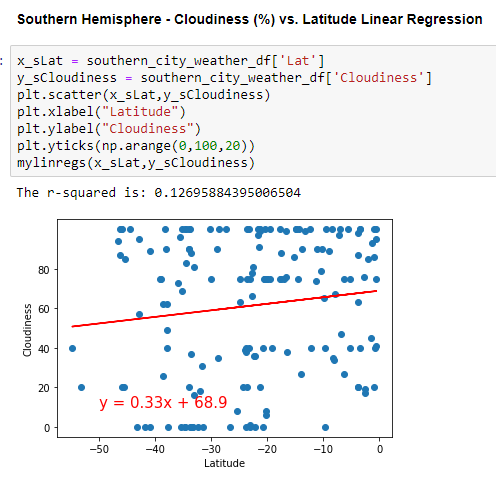 Southern Hemisphere - Cloudiness (%) vs. Latitude Linear Regression
: x_sLat = southern_city_weather_df['Lat']
y_sCloudiness = southern_city_weather_df['Cloudiness']
plt.scatter(x_sLat,y_sCloudiness)
plt.xlabel("Latitude")
plt.ylabel("Cloudiness")
plt.yticks(np.arange(0,100,20))
mylinregs(x_sLat,y_sCloudiness)
The r-squared is: 0.12695884395006504
80
60
40
20
0
Cloudiness
y = 0.33x + 68.9
−50 −40 −30 −20 −10 0
Latitude